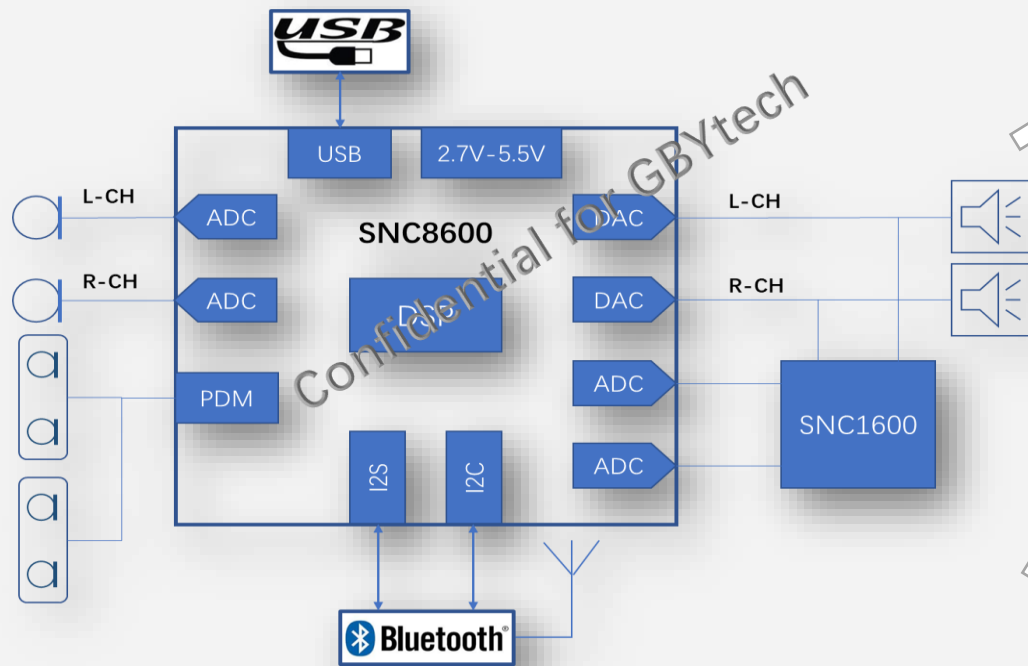 USB
USB
2.7V-5.5V
L-CH
ADC
SNC8600
DAC
L-CH
R-CH
ADC
DSP
DAC
R-CH
PDM
ADC
SNC1600
ADC
I2S
I2C
Bluetooth®
Confidential for GBYtech